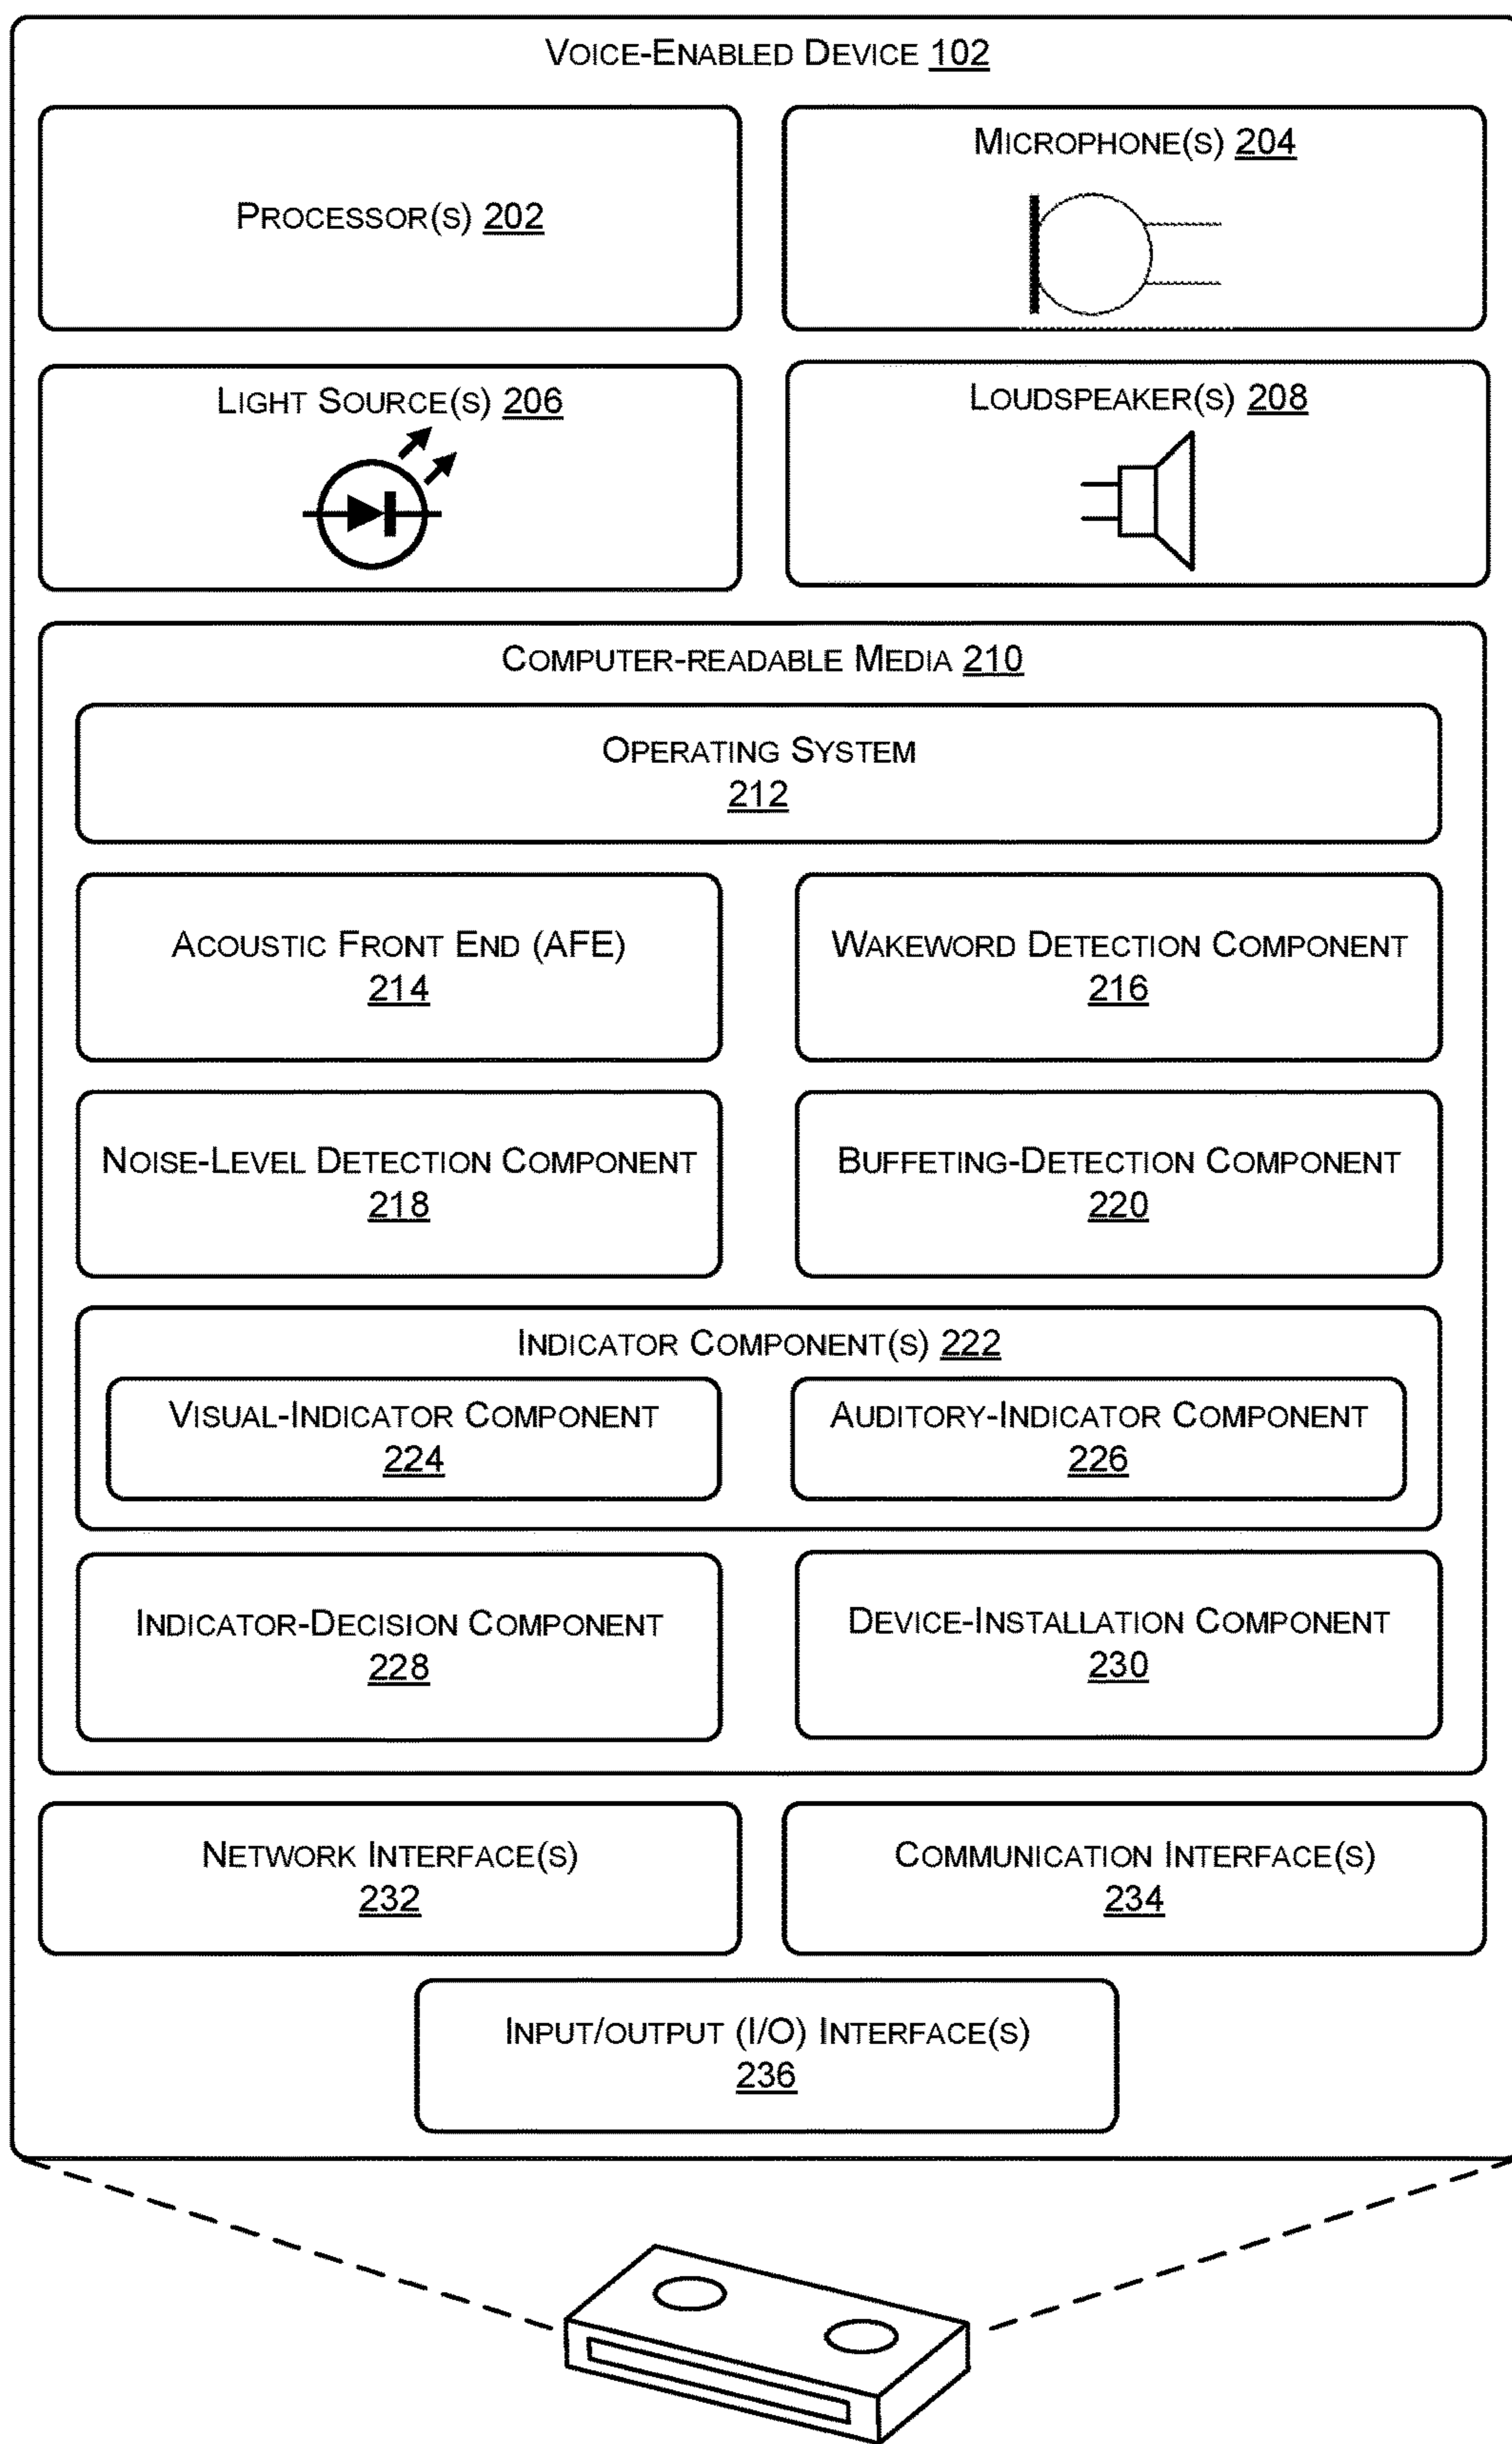 VOICE-ENABLED DEVICE 102
PROCESSOR(S) 202
MICROPHONE(S) 204
LIGHT SOURCE(S) 206
LOUDSPEAKER(S) 208
COMPUTER-READABLE MEDIA 210
OPERATING SYSTEM
212
ACOUSTIC FRONT END (AFE)
214
WAKEWORD DETECTION COMPONENT
216
NOISE-LEVEL DETECTION COMPONENT
218
BUFFETING-DETECTION COMPONENT
220
INDICATOR COMPONENT(S) 222
VISUAL-INDICATOR COMPONENT
224
AUDITORY-INDICATOR COMPONENT
226
INDICATOR-DECISION COMPONENT
228
DEVICE-INSTALLATION COMPONENT
230
NETWORK INTERFACE(S)
232
COMMUNICATION INTERFACE(S)
234
INPUT/OUTPUT (I/O) INTERFACE(S)
236